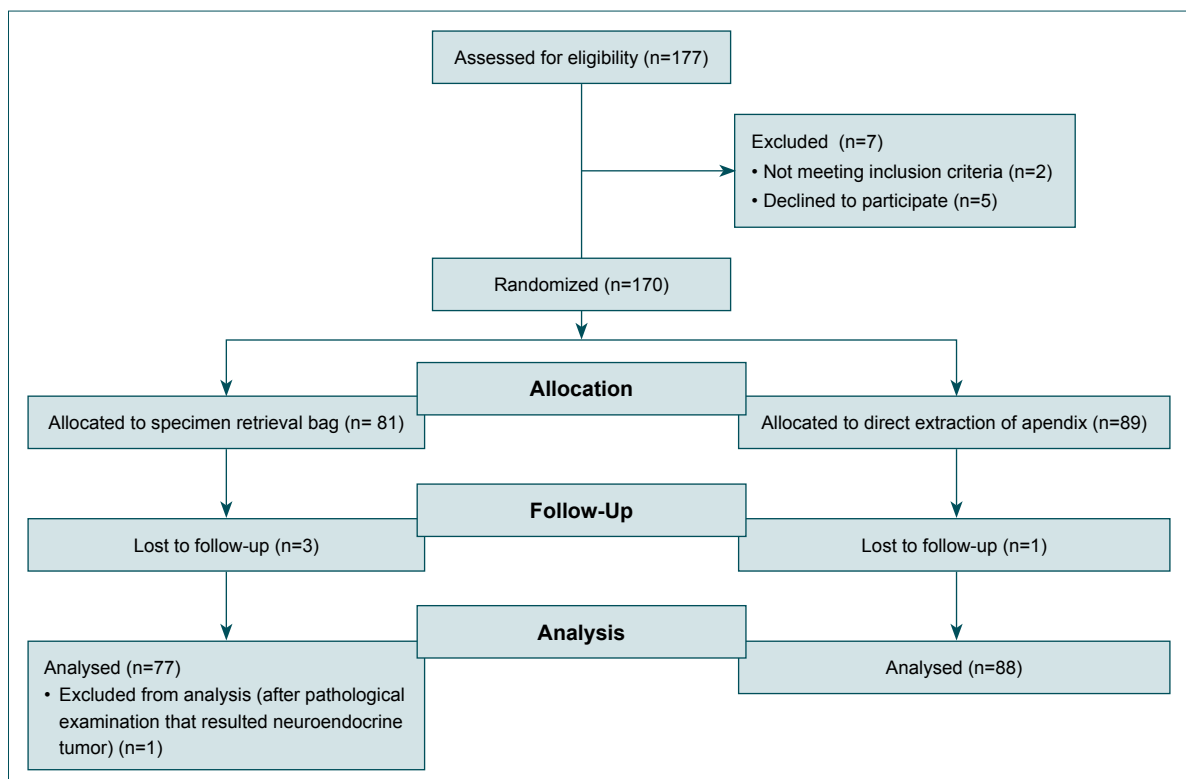 Assessed for eligibility (n=177)
Excluded (n=7)
• Not meeting inclusion criteria (n=2)
• Declined to participate (n=5)
Randomized (n=170)
Allocation
Allocated to specimen retrieval bag (n= 81)
Allocated to direct extraction of apendix (n=89)
Follow-Up
Lost to follow-up (n=3)
Lost to follow-up (n=1)
Analysis
Analysed (n=77)
• Excluded from analysis (after pathological
examination that resulted neuroendocrine
tumor) (n=1)
Analysed (n=88)